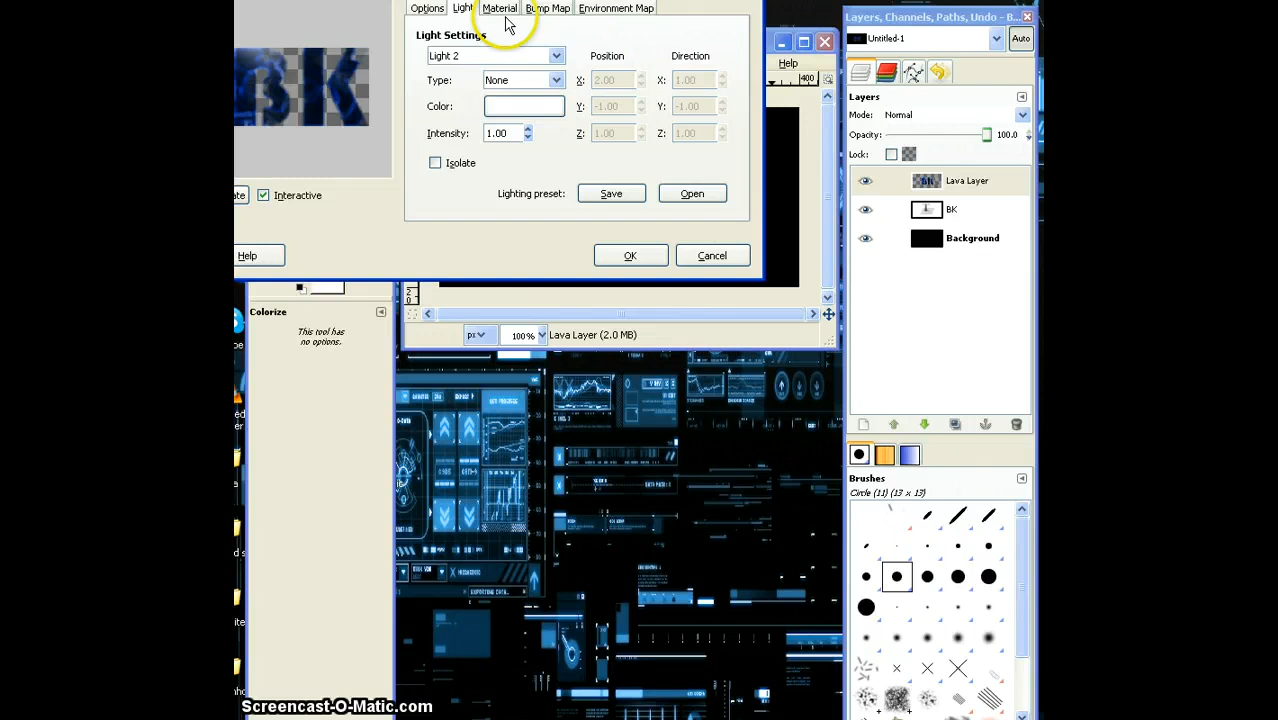 Options Light Material Bump Map Environment Map
Light Settings
Light 2 Position Direction
Type: None X: 2.00 X: 1.00
Color: Y: -1.00 Y: -1.00
Intensity: 1.00 Z: 1.00 Z: 1.00
Isolate
Lighting preset: Save Open
Interactive
Help OK Cancel
Help
400
BK
Colorize
This tool has
no options.
px 100% Lava Layer (2.0 MB)
Layers, Channels, Paths, Undo - B...
Untitled-1 Auto
Layers
Mode: Normal
Opacity: 100.0
Lock:
Lava Layer
BK
Background
Brushes
Circle (11) (13 × 13)
Screencast-O-Matic.com